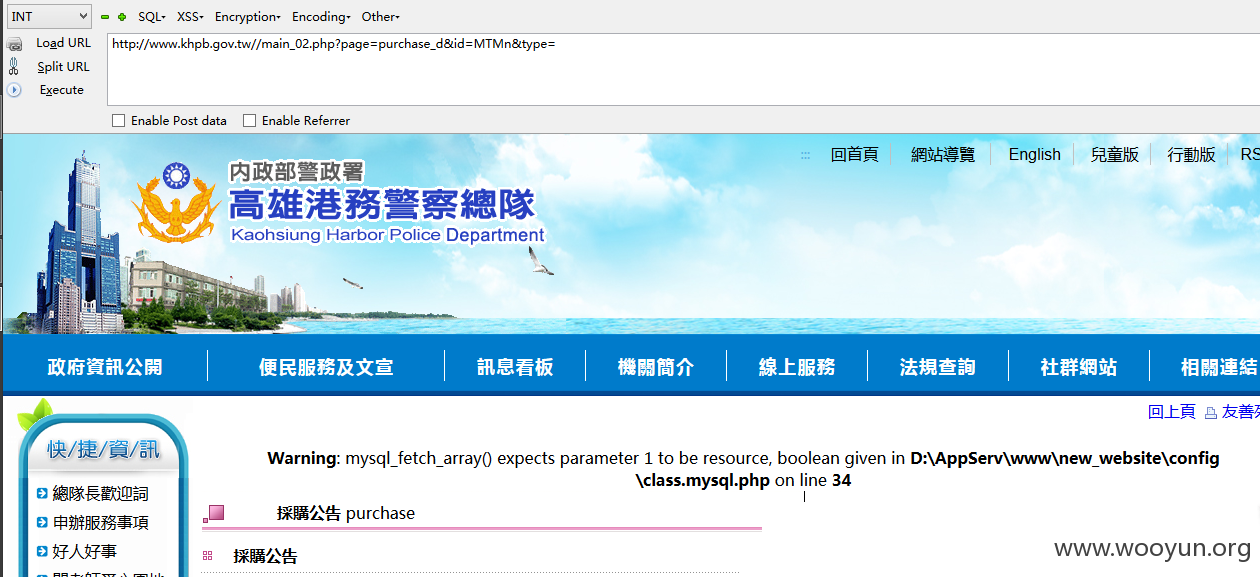 INT SQL XSS Encryption Encoding Other
Load URL http://www.khpb.gov.tw//main_02.php?page=purchase_d&id=MTMn&type=
Split URL
Execute
Enable Post data Enable Referrer
回首頁 網站導覽 English 兒童版 行動版 RS
內政部警政署
高雄港務警察總隊
Kaohsiung Harbor Police Department
政府資訊公開 便民服務及文宣 訊息看板 機關簡介 線上服務 法規查詢 社群網站 相關連結
回上頁 友善列
快/捷/資/訊
Warning: mysql_fetch_array() expects parameter 1 to be resource, boolean given in D:\AppServ\www\new_website\config
\class.mysql.php on line 34
總隊長歡迎詞
採購公告 purchase
申辦服務事項
好人好事
採購公告
www.wooyun.org